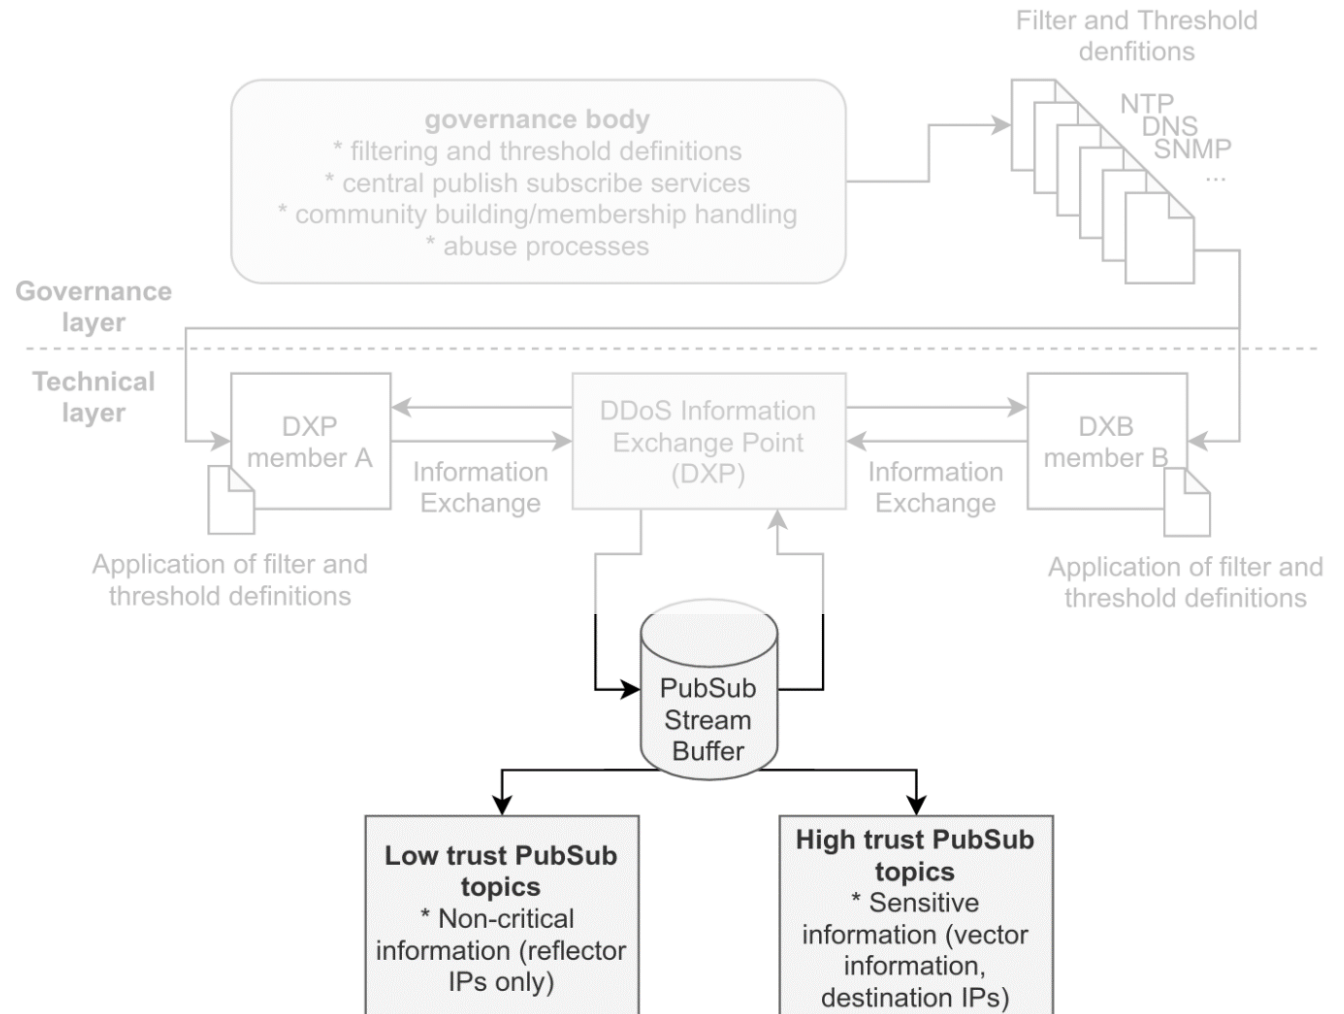 Filter and Threshold
denfitions
governance body
* filtering and threshold definitions
* central publish subscribe services
* community building/membership handling
* abuse processes
NTP
DNS
SNMP
...
Governance
layer
Technical
layer
DXP
member A
Information
Exchange
DDoS Information
Exchange Point
(DXP)
Information
Exchange
DXB
member B
Application of filter and
threshold definitions
Application of filter and
threshold definitions
PubSub
Stream
Buffer
Low trust PubSub
topics
* Non-critical
information (reflector
IPs only)
High trust PubSub
topics
* Sensitive
information (vector
information,
destination IPs)